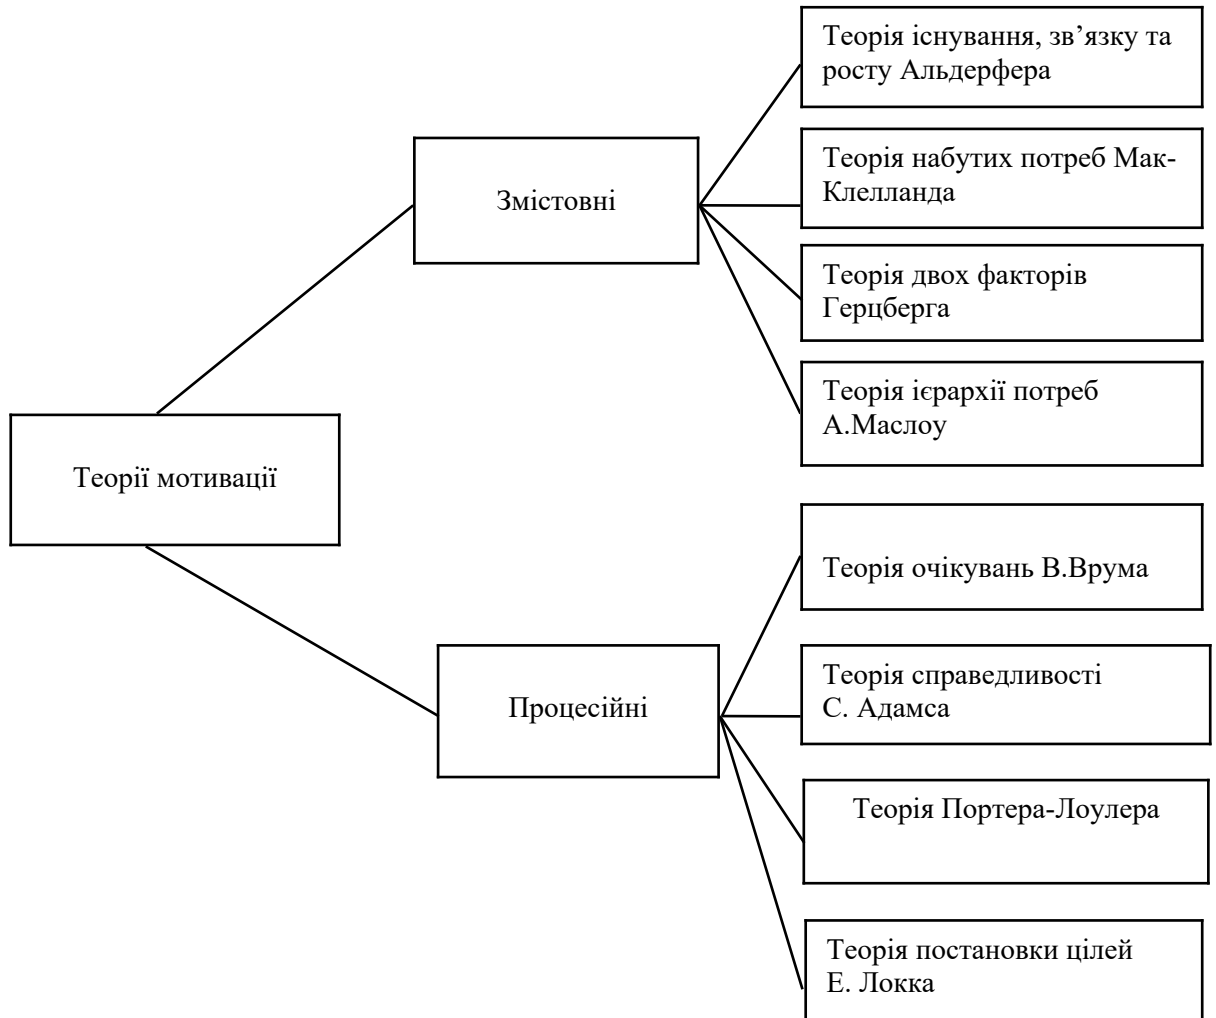 Теорія існування, зв’язку та
росту Альдерфера
Змістовні
Теорія набутих потреб Мак-
Клелланда
Теорія двох факторів
Герцберга
Теорія ієрархії потреб
А.Маслоу
Теорії мотивації
Теорія очікувань В.Врума
Процесійні
Теорія справедливості
С. Адамса
Теорія Портера-Лоулера
Теорія постановки цілей
Е. Локка